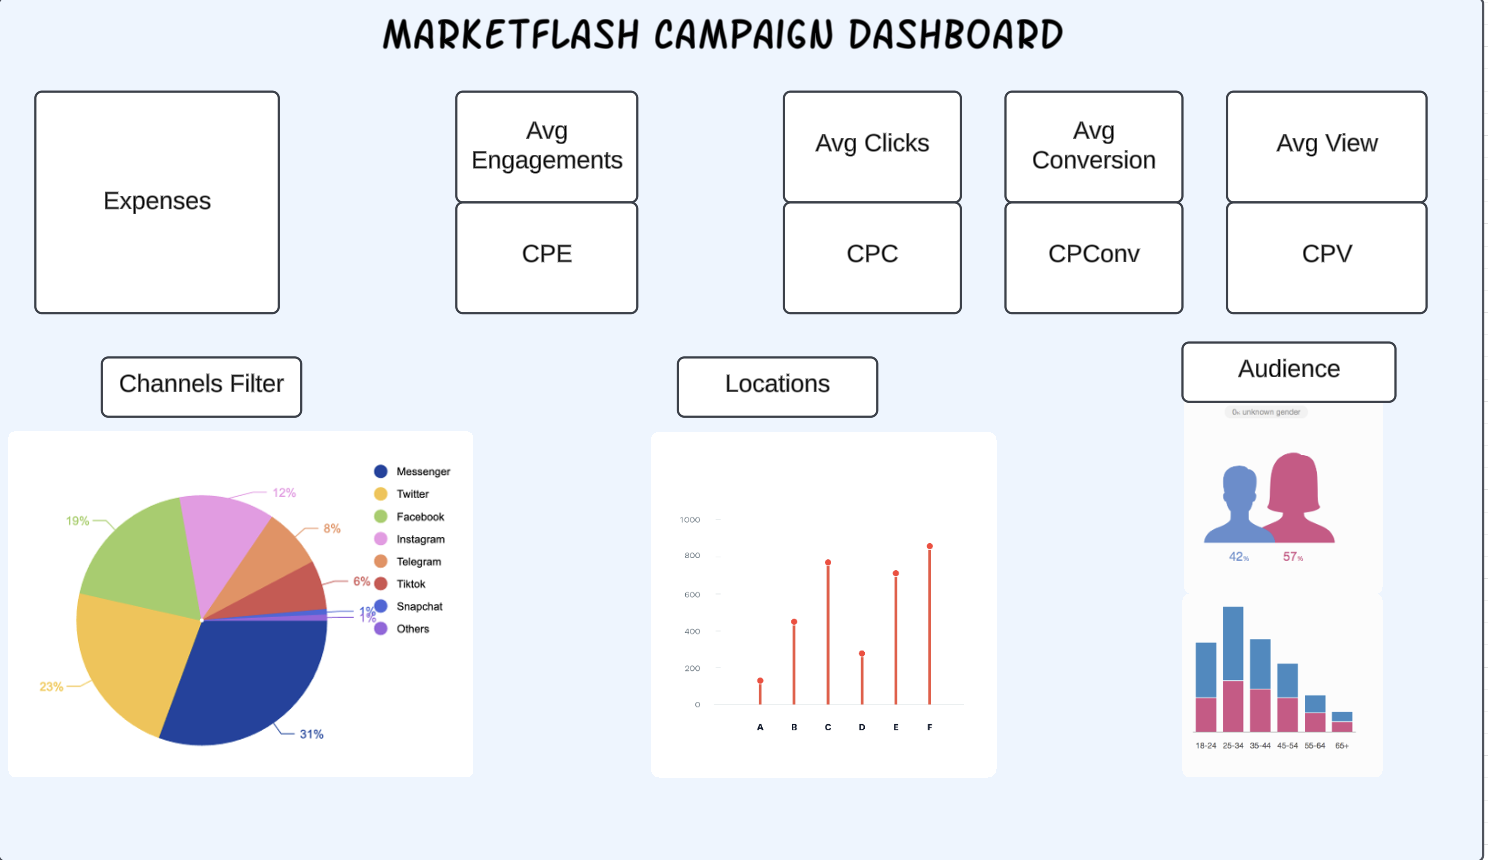 MARKETFLASH CAMPAIGN DASHBOARD
Expenses
Avg
Engagements
CPE
Avg Clicks
CPC
Avg
Conversion
CPConv
Avg View
CPV
Channels Filter
Messenger
Twitter
Facebook
Instagram
Telegram
Tiktok
Snapchat
Others
12%
19%
8%
6%
1%
1%
23%
31%
Locations
1000
800
600
400
200
0
A B C D E F
Audience
0% unknown gender
42% 57%
18-24 25-34 35-44 45-54 55-64 65+